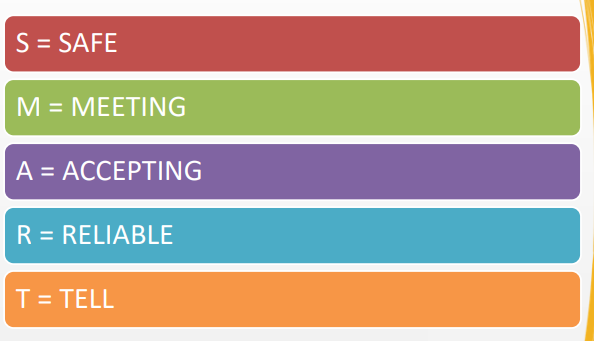 S = SAFE
M = MEETING
A = ACCEPTING
R = RELIABLE
T = TELL